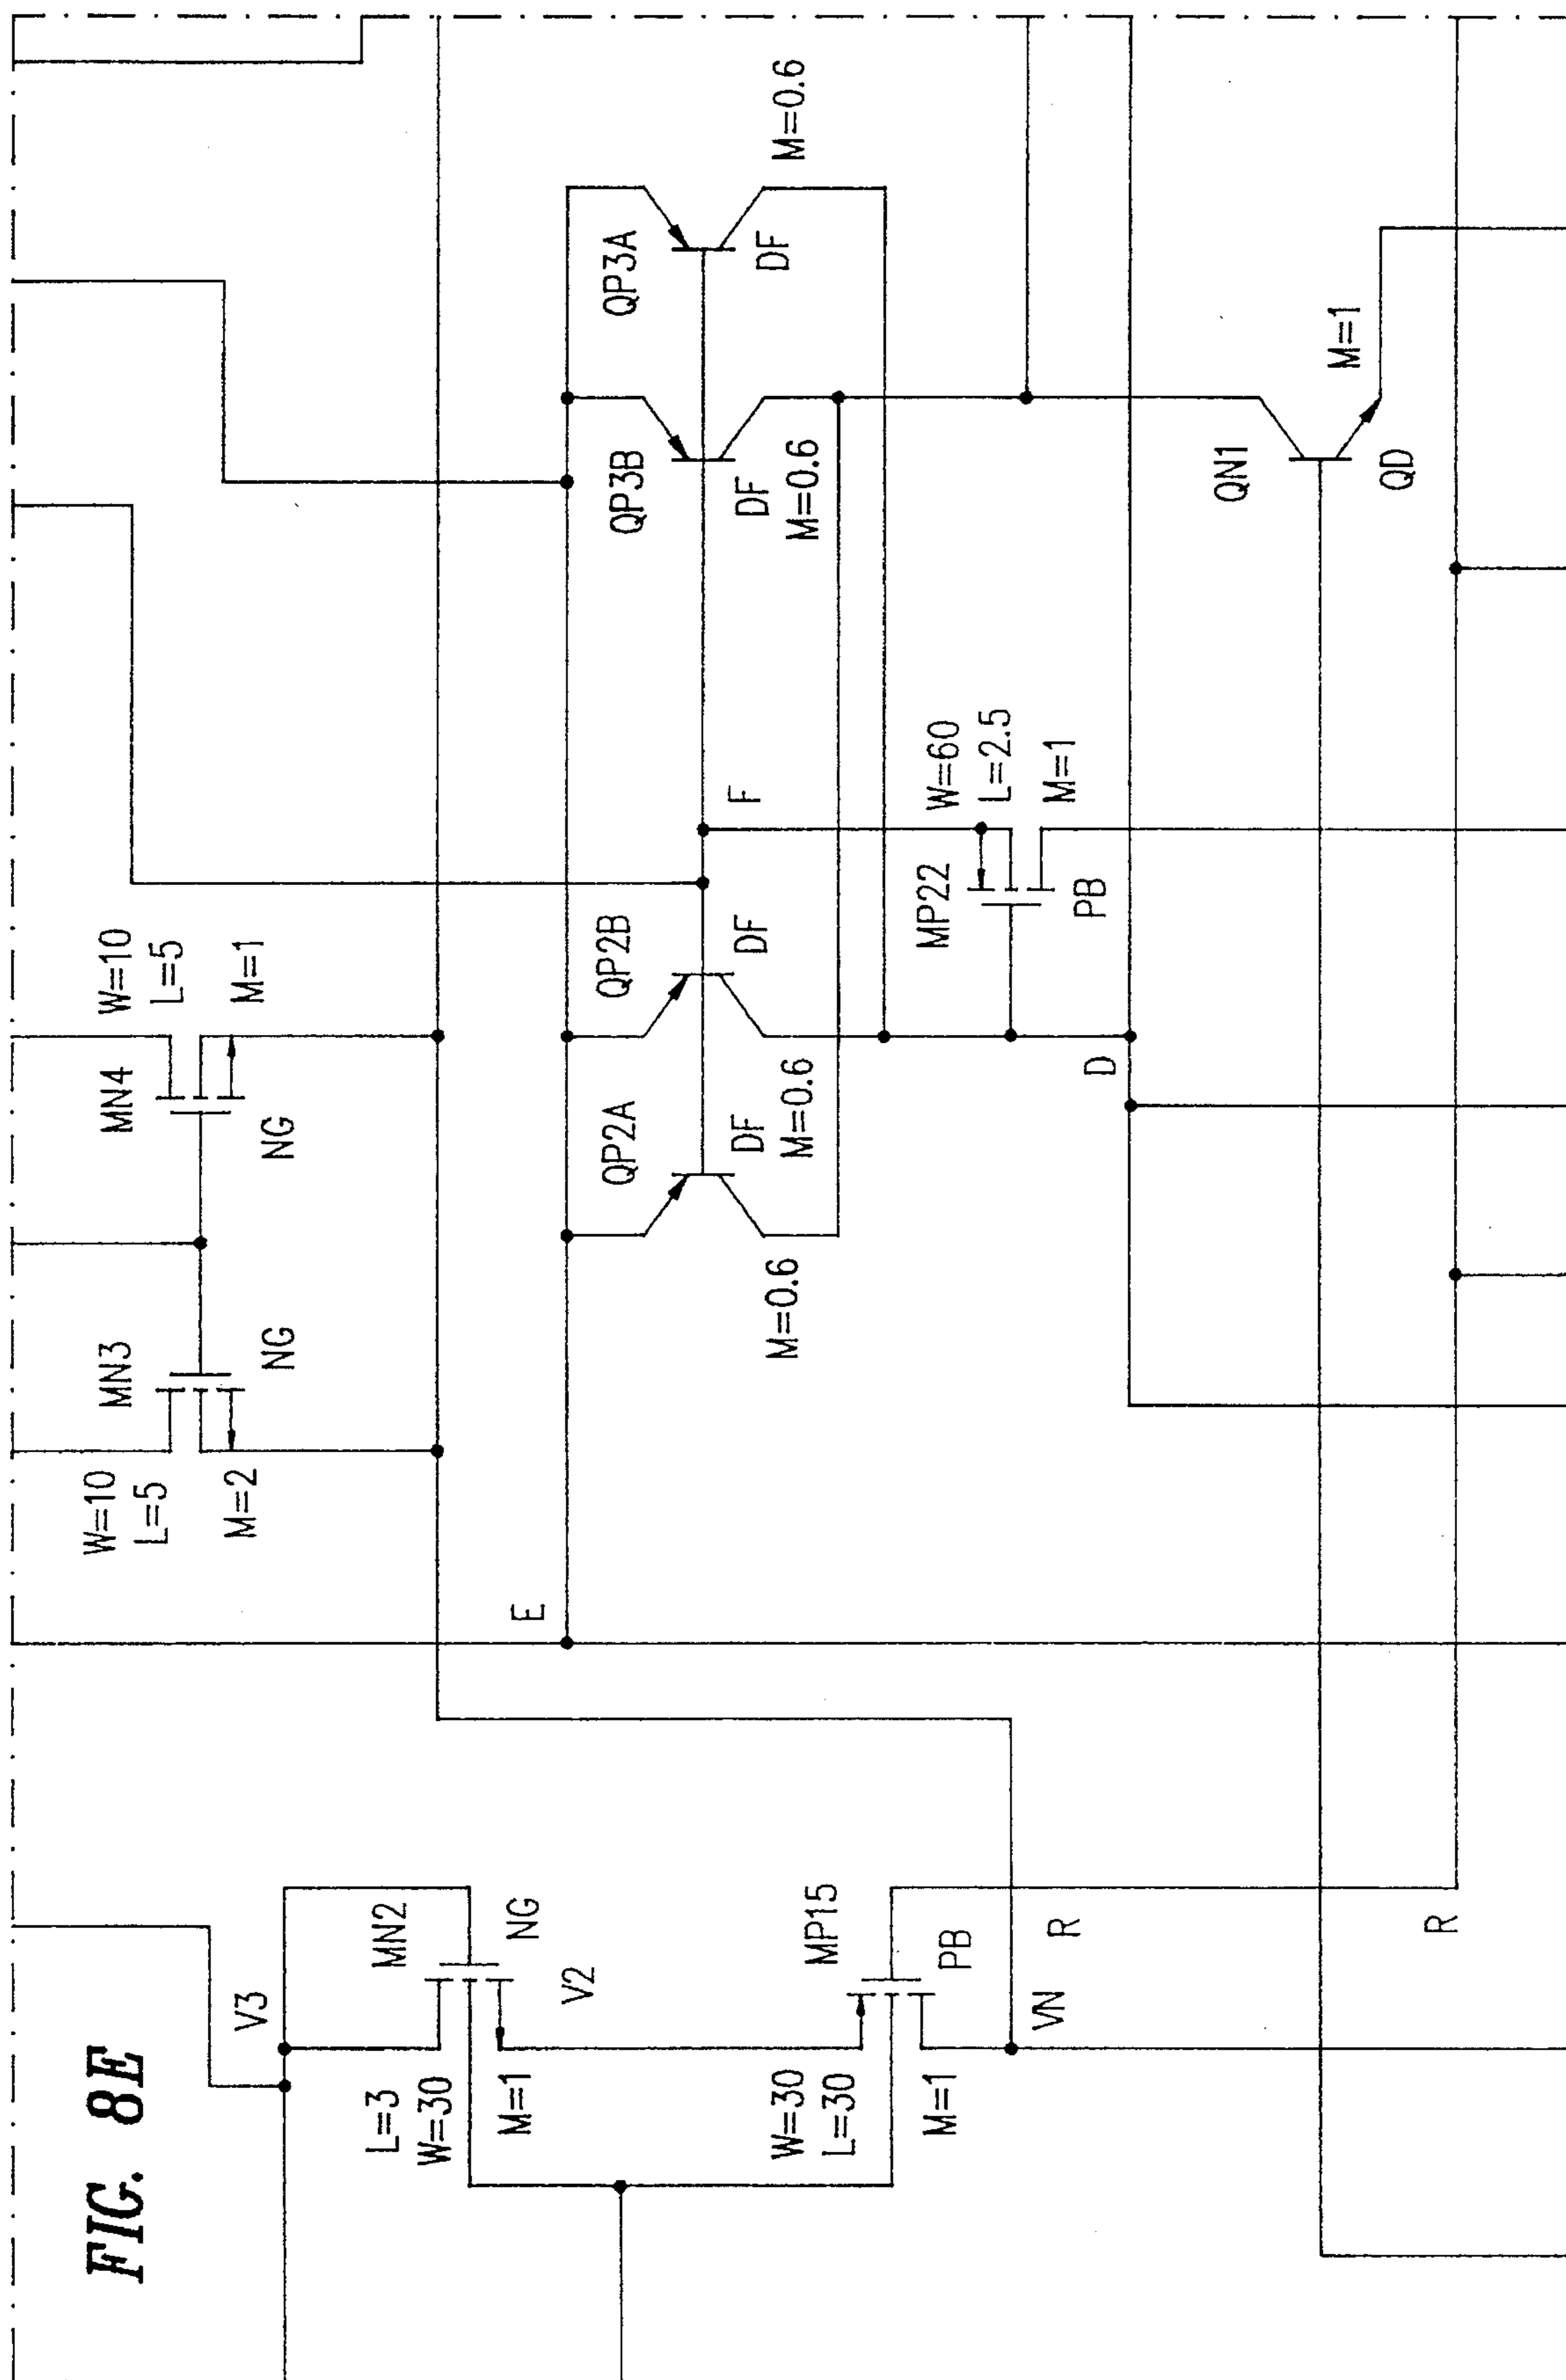 FIG. 8E
V3
MN2
NG
L=3
W=30
M=1
V2
MP15
PB
W=30
L=30
M=1
VN
R
R
W=10
L=5
M=2
MN3
NG
MN4
NG
W=10
L=5
M=1
E
QP2A
M=0.6
DF
M=0.6
QP2B
DF
F
MP22
PB
W=60
L=2.5
M=1
D
QP3B
DF
M=0.6
QP3A
DF
M=0.6
QN1
QD
M=1